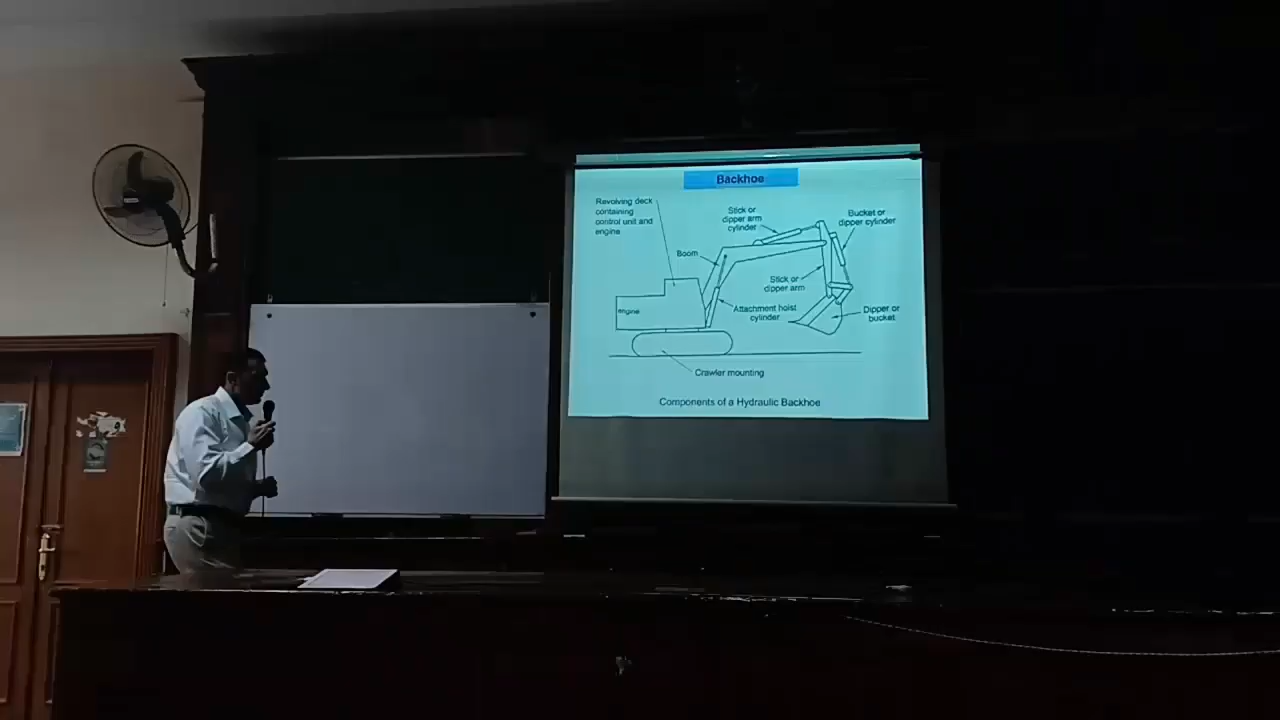 Backhoe
Revolving deck
containing
control unit and
engine
Stick or
dipper arm
cylinder
Bucket or
dipper cylinder
Boom
Stick or
dipper arm
engine
Attachment hoist
cylinder
Dipper or
bucket
Crawler mounting
Components of a Hydraulic Backhoe